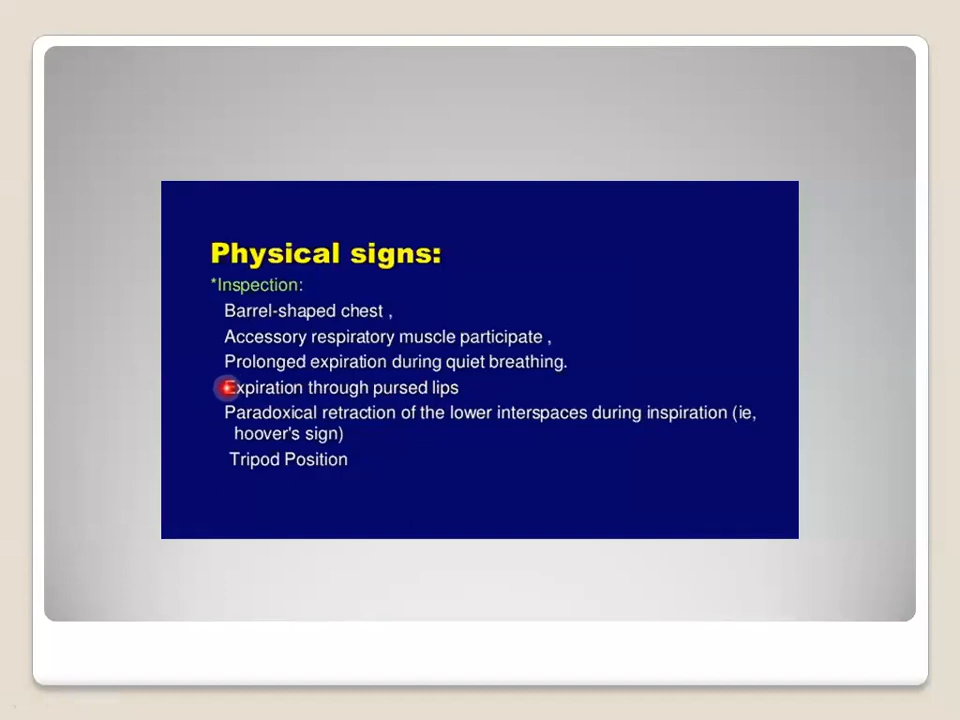 Physical signs:
*Inspection:
Barrel-shaped chest ,
Accessory respiratory muscle participate ,
Prolonged expiration during quiet breathing.
Expiration through pursed lips
Paradoxical retraction of the lower interspaces during inspiration (ie,
hoover's sign)
Tripod Position